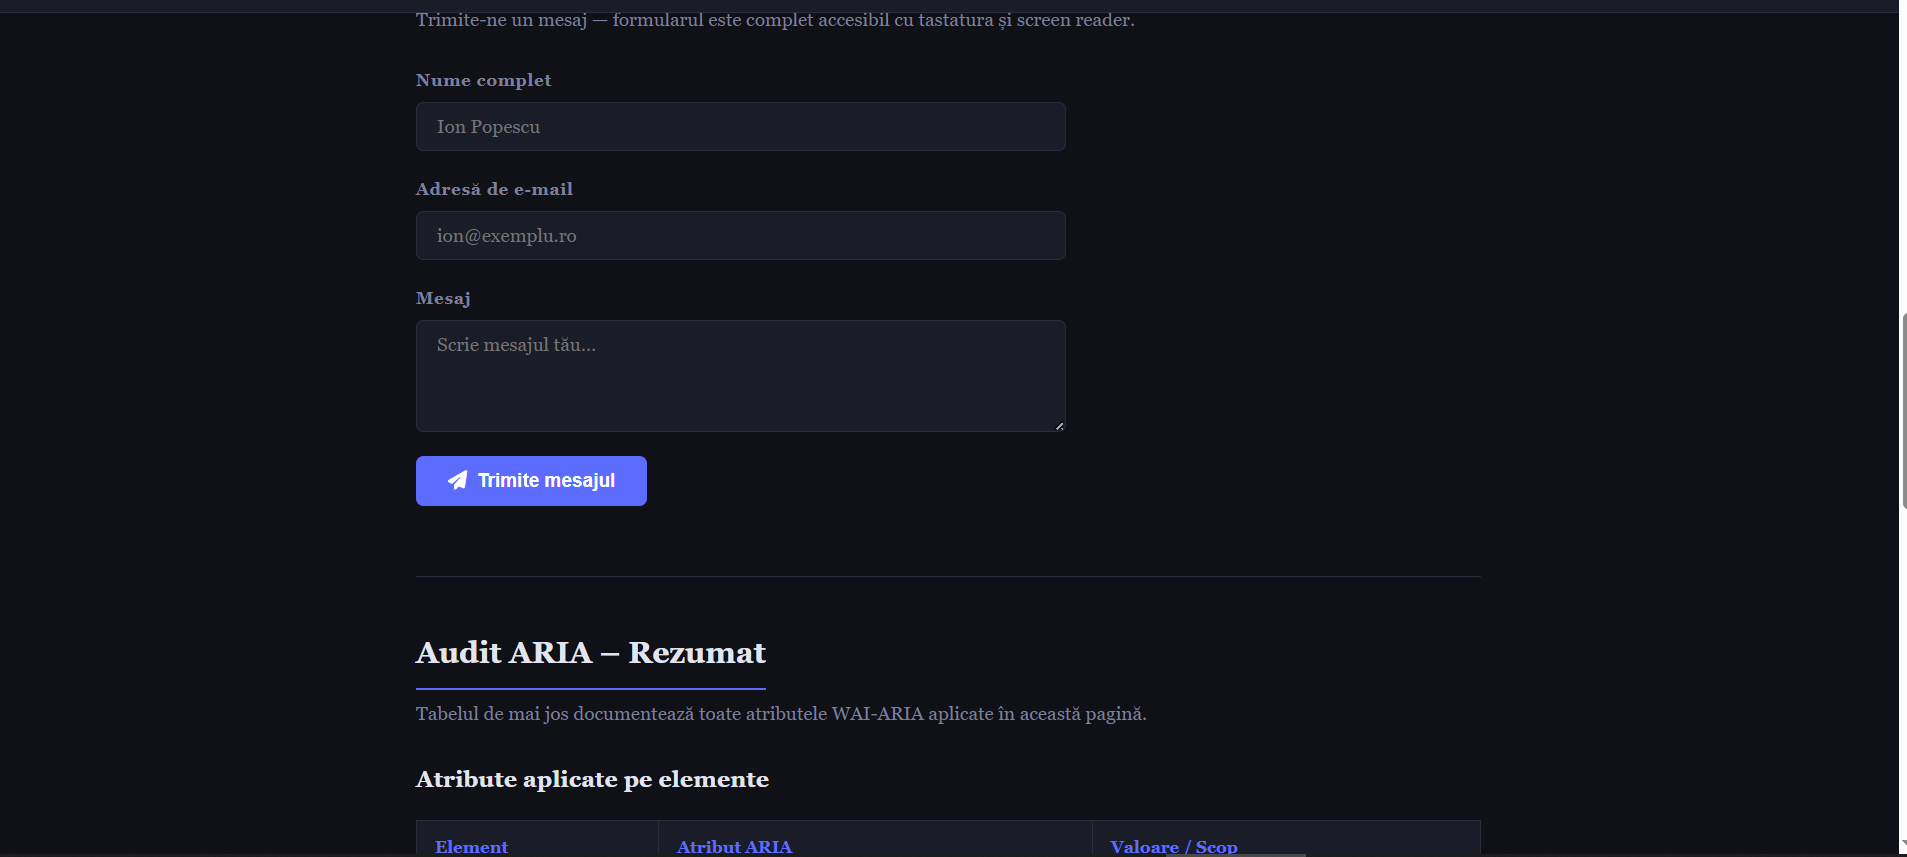 Trimite-ne un mesaj — formularul este complet accesibil cu tastatura și screen reader.
Nume complet
Ion Popescu
Adresă de e-mail
ion@exemplu.ro
Mesaj
Scrie mesajul tău...
Trimite mesajul
Audit ARIA – Rezumat
Tabelul de mai jos documentează toate atributele WAI-ARIA aplicate în această pagină.
Atribute aplicate pe elemente
Element Atribut ARIA Valoare / Scop